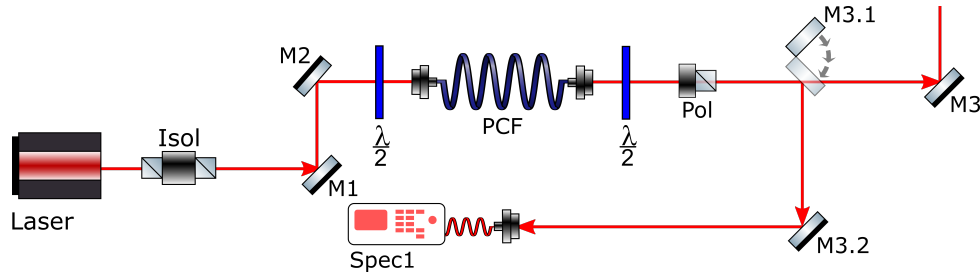 M3.1
M2
M3
PCF
Pol
λ
2
λ
2
Isol
M1
Laser
M3.2
Spec1